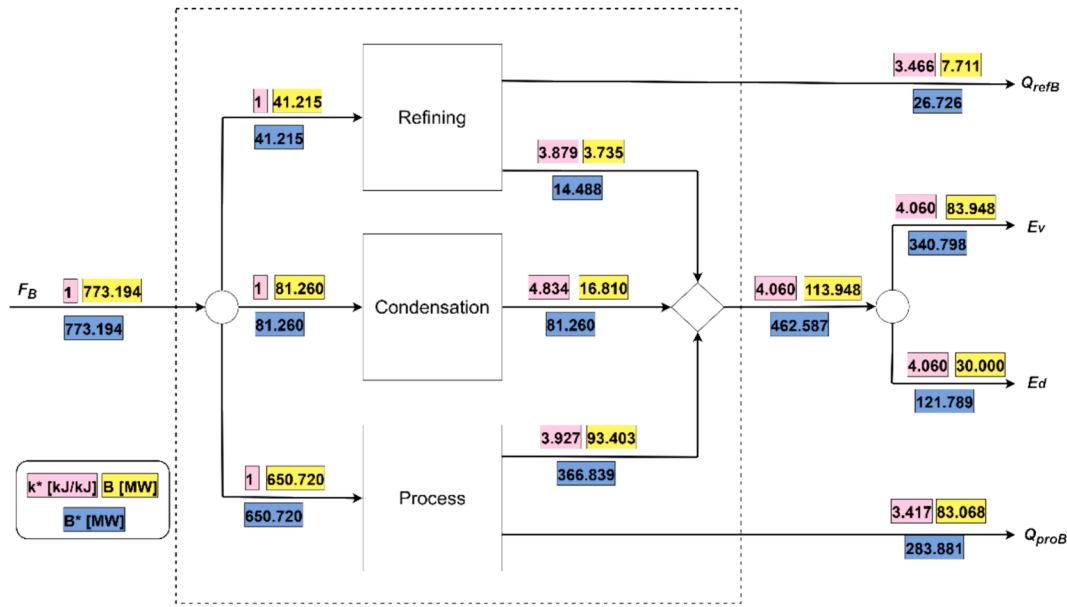 3.466 7.711
Q_refB
26.726
1 41.215
41.215
Refining
3.879 3.735
14.488
4.060 83.948
E_v
340.798
F_B
1 773.194
773.194
1 81.260
81.260
Condensation
4.834 16.810
81.260
4.060 113.948
462.587
4.060 30.000
E_d
121.789
3.927 93.403
366.839
k* [kJ/kJ] B [MW]
B* [MW]
1 650.720
650.720
Process
3.417 83.068
Q_proB
283.881